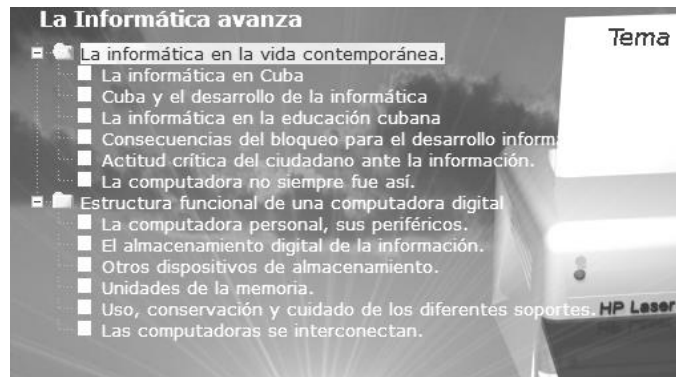 La Informática avanza
Tema
La informática en la vida contemporánea.
La informática en Cuba
Cuba y el desarrollo de la informática
La informática en la educación cubana
Consecuencias del bloqueo para el desarrollo inform
Actitud crítica del ciudadano ante la información.
La computadora no siempre fue así.
Estructura funcional de una computadora digital
La computadora personal, sus periféricos.
El almacenamiento digital de la información.
Otros dispositivos de almacenamiento.
Unidades de la memoria.
Uso, conservación y cuidado de los diferentes soportes.
HP Laser
Las computadoras se interconectan.